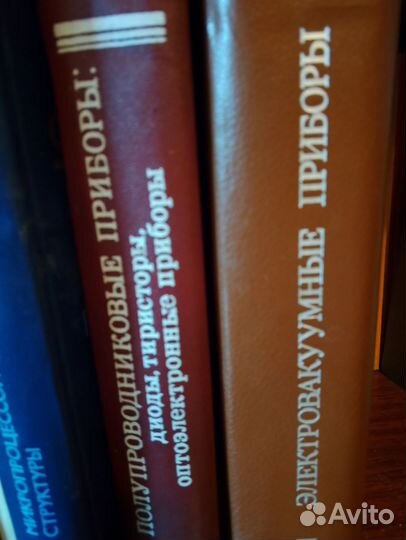 МИКРОПРОЦЕССО
СТРУКТУРЫ
ПОЛУПРОВОДНИКОВЫЕ ПРИБОРЫ:
диоды, тиристоры,
оптоэлектронные приборы
ЭЛЕКТРОВАКУУМНЫЕ ПРИБОРЫ
Avito